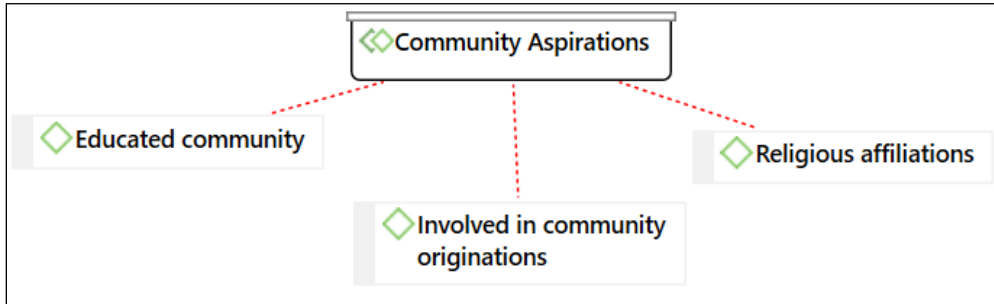 Community Aspirations
Educated community
Religious affiliations
Involved in community
originations